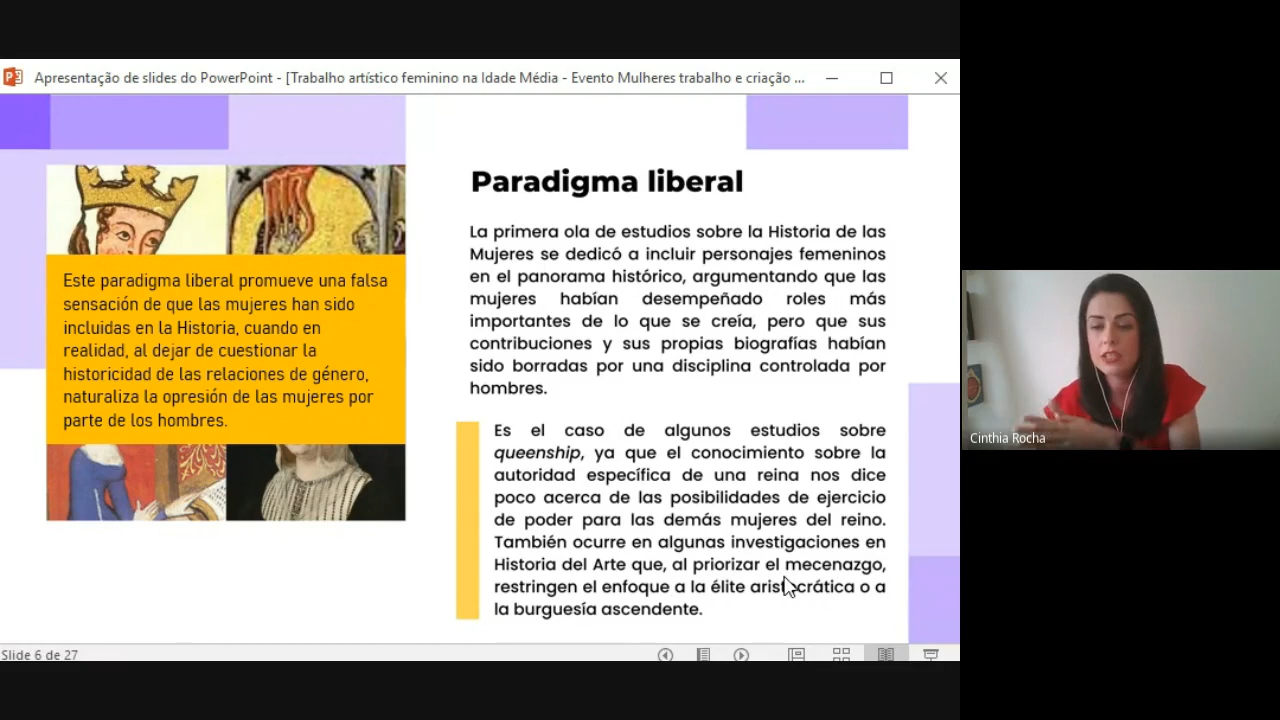 Apresentação de slides do PowerPoint - [Trabalho artístico feminino na Idade Média - Evento Mulheres trabalho e criação ...
Este paradigma liberal promueve una falsa
sensación de que las mujeres han sido
incluidas en la Historia, cuando en
realidad, al dejar de cuestionar la
historicidad de las relaciones de género,
naturaliza la opresión de las mujeres por
parte de los hombres.
Paradigma liberal
La primera ola de estudios sobre la Historia de las
Mujeres se dedicó a incluir personajes femeninos
en el panorama histórico, argumentando que las
mujeres habían desempeñado roles más
importantes de lo que se creía, pero que sus
contribuciones y sus propias biografías habían
sido borradas por una disciplina controlada por
hombres.
Es el caso de algunos estudios sobre
queenship, ya que el conocimiento sobre la
autoridad específica de una reina nos dice
poco acerca de las posibilidades de ejercicio
de poder para las demás mujeres del reino.
También ocurre en algunas investigaciones en
Historia del Arte que, al priorizar el mecenazgo,
restringen el enfoque a la élite aristocrática o a
la burguesía ascendente.
Slide 6 de 27
Cinthia Rocha